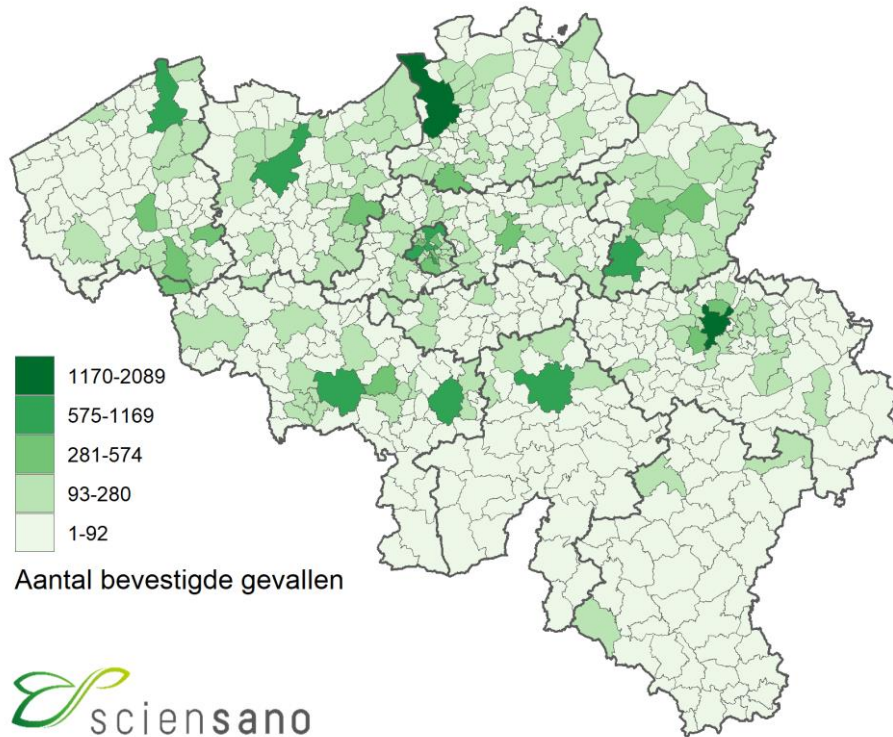 1170-2089
575-1169
281-574
93-280
1-92
Aantal bevestigde gevallen
sciensano